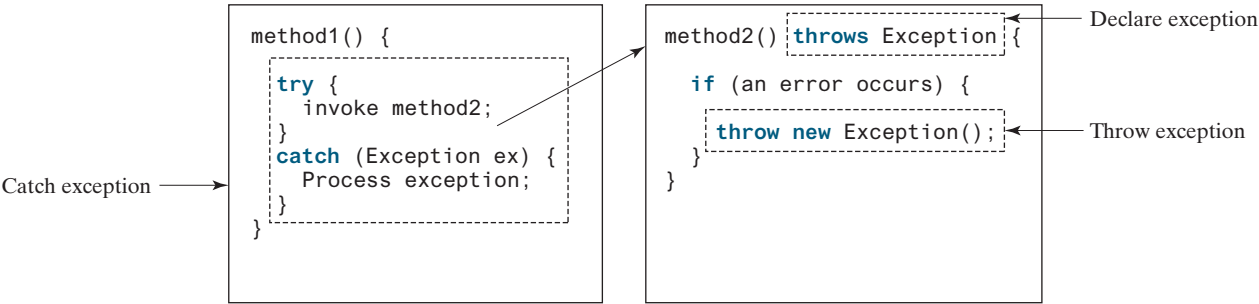 Catch exception
method1() {
try {
invoke method2;
}
catch (Exception ex) {
Process exception;
}
}
method2() throws Exception {
if (an error occurs) {
throw new Exception();
}
}
Declare exception
Throw exception